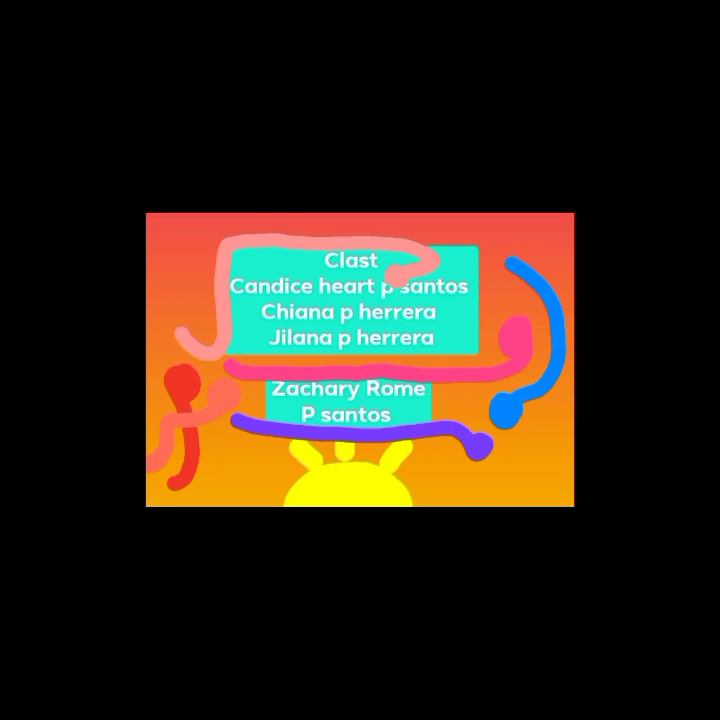 Clast
Candice heart p santos
Chiana p herrera
Jilana p herrera
Zachary Rome
P santos